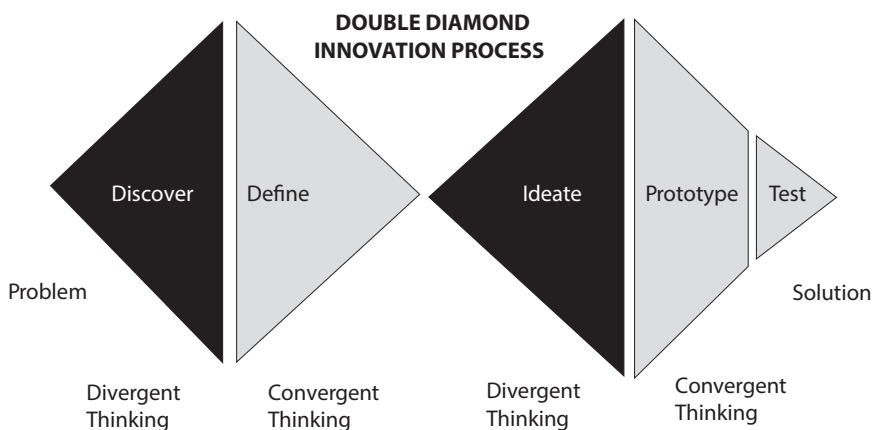 DOUBLE DIAMOND
INNOVATION PROCESS
Discover
Define
Ideate
Prototype
Test
Problem
Solution
Divergent
Thinking
Convergent
Thinking
Divergent
Thinking
Convergent
Thinking